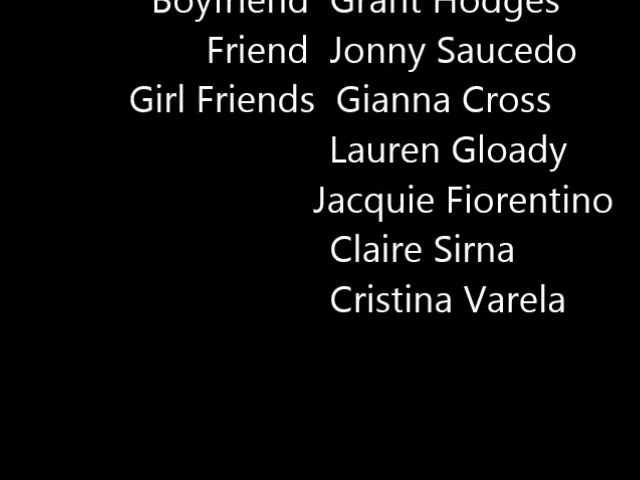 Boyfriend Grant Hodges
Friend Jonny Saucedo
Girl Friends Gianna Cross
Lauren Gloady
Jacquie Fiorentino
Claire Sirna
Cristina Varela